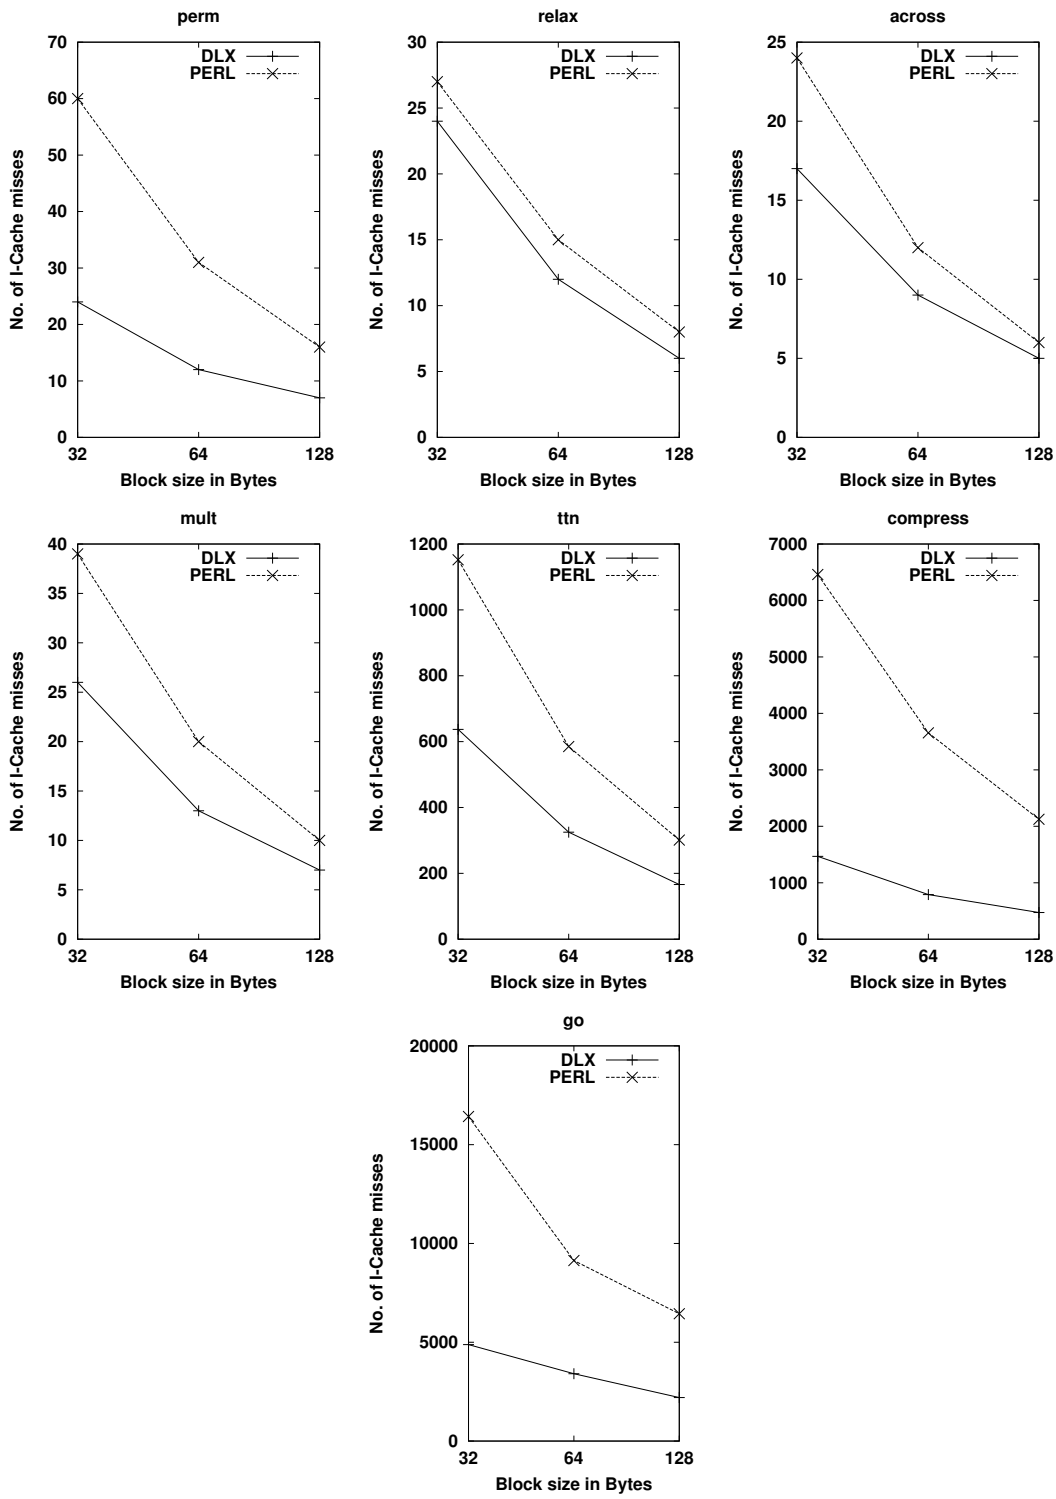 perm
70
60
50
40
30
20
10
0
No. of I-Cache misses
DLX
PERL
32 64 128
Block size in Bytes
relax
30
25
20
15
10
5
0
No. of I-Cache misses
DLX
PERL
32 64 128
Block size in Bytes
across
25
20
15
10
5
0
No. of I-Cache misses
DLX
PERL
32 64 128
Block size in Bytes
mult
40
35
30
25
20
15
10
5
0
No. of I-Cache misses
DLX
PERL
32 64 128
Block size in Bytes
ttn
1200
1000
800
600
400
200
0
No. of I-Cache misses
DLX
PERL
32 64 128
Block size in Bytes
compress
7000
6000
5000
4000
3000
2000
1000
0
No. of I-Cache misses
DLX
PERL
32 64 128
Block size in Bytes
go
20000
15000
10000
5000
0
No. of I-Cache misses
DLX
PERL
32 64 128
Block size in Bytes